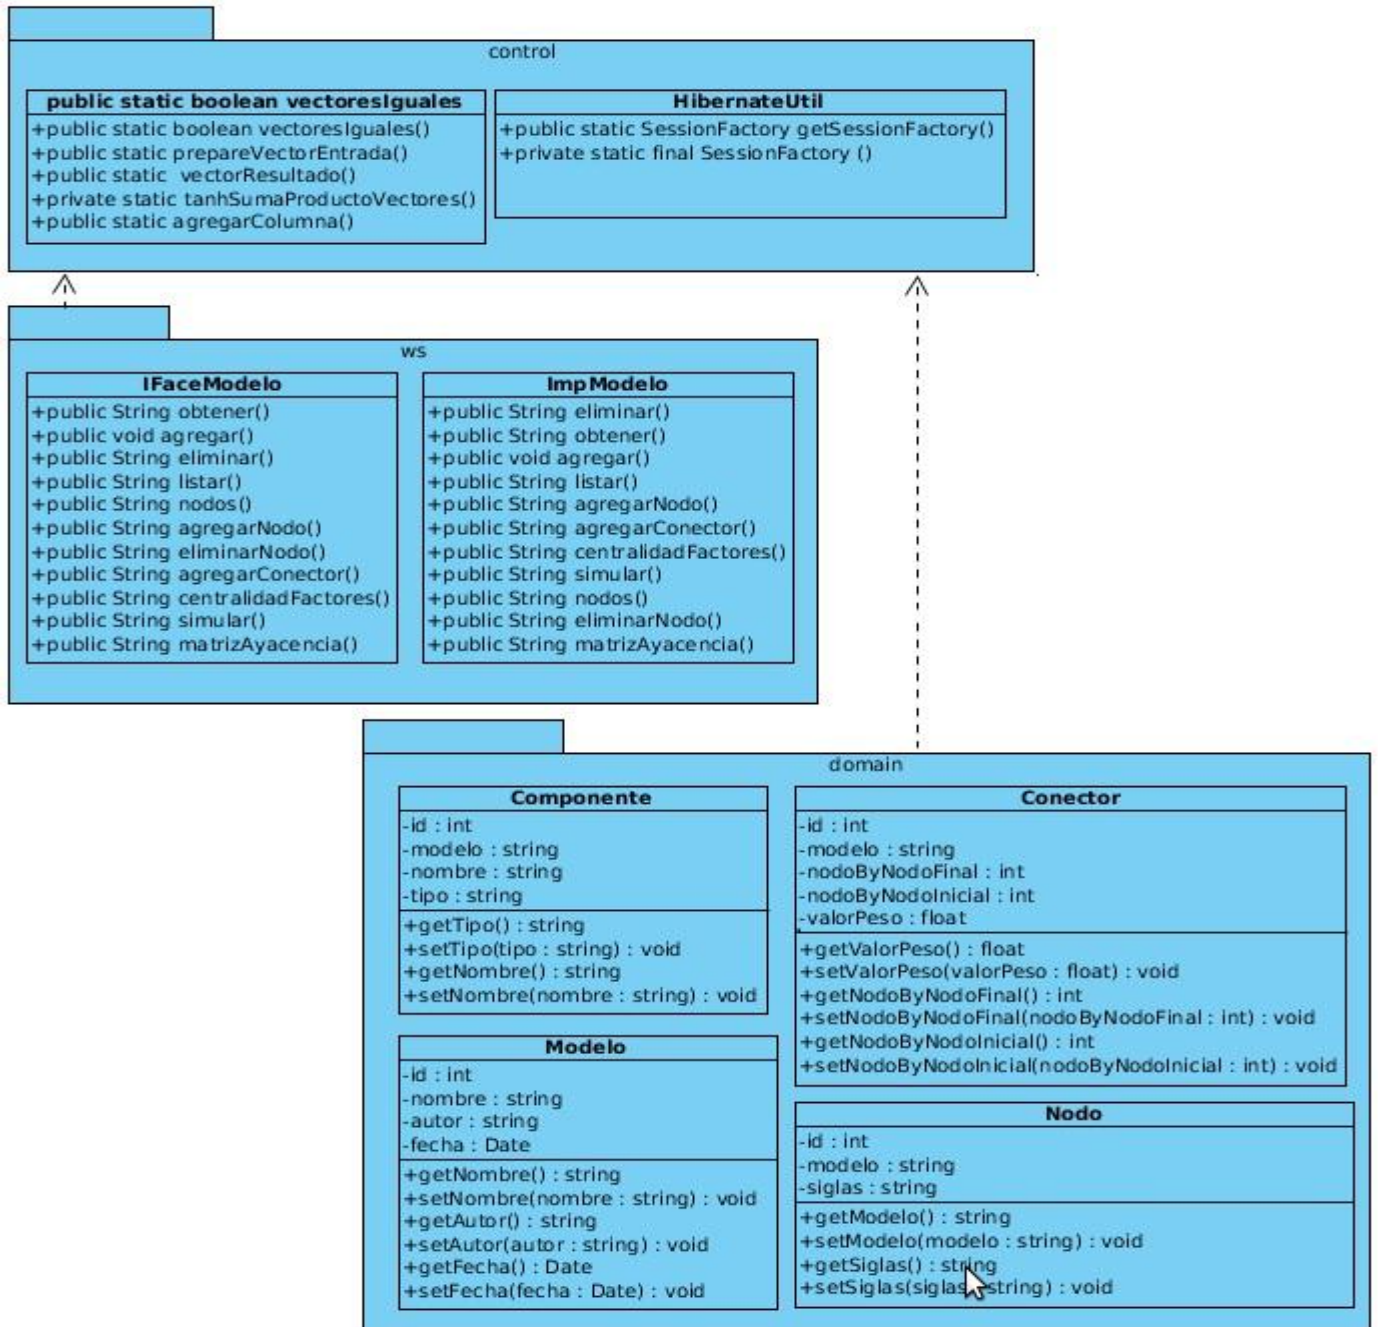 control
public static boolean vectoresIguales
+public static boolean vectoresIguales()
+public static prepareVectorEntrada()
+public static vectorResultado()
+private static tanhSumaProductoVectores()
+public static agregarColumna()
HibernateUtil
+public static SessionFactory getSessionFactory()
+private static final SessionFactory ()
ws
IFaceModelo
+public String obtener()
+public void agregar()
+public String eliminar()
+public String listar()
+public String nodos()
+public String agregarNodo()
+public String eliminarNodo()
+public String agregarConector()
+public String centralidadFactores()
+public String simular()
+public String matrizAyacencia()
ImpModelo
+public String eliminar()
+public String obtener()
+public void agregar()
+public String listar()
+public String agregarNodo()
+public String agregarConector()
+public String centralidadFactores()
+public String simular()
+public String nodos()
+public String eliminarNodo()
+public String matrizAyacencia()
domain
Componente
-id : int
-modelo : string
-nombre : string
-tipo : string
+getTipo() : string
+setTipo(tipo : string) : void
+getNombre() : string
+setNombre(nombre : string) : void
Conector
-id : int
-modelo : string
-nodoByNodoFinal : int
-nodoByNodoInicial : int
-valorPeso : float
+getValorPeso() : float
+setValorPeso(valorPeso : float) : void
+getNodoByNodoFinal() : int
+setNodoByNodoFinal(nodoByNodoFinal : int) : void
+getNodoByNodoInicial() : int
+setNodoByNodoInicial(nodoByNodoInicial : int) : void
Modelo
-id : int
-nombre : string
-autor : string
-fecha : Date
+getNombre() : string
+setNombre(nombre : string) : void
+getAutor() : string
+setAutor(autor : string) : void
+getFecha() : Date
+setFecha(fecha : Date) : void
Nodo
-id : int
-modelo : string
-siglas : string
+getModelo() : string
+setModelo(modelo : string) : void
+getSiglas() : string
+setSiglas(siglas : string) : void